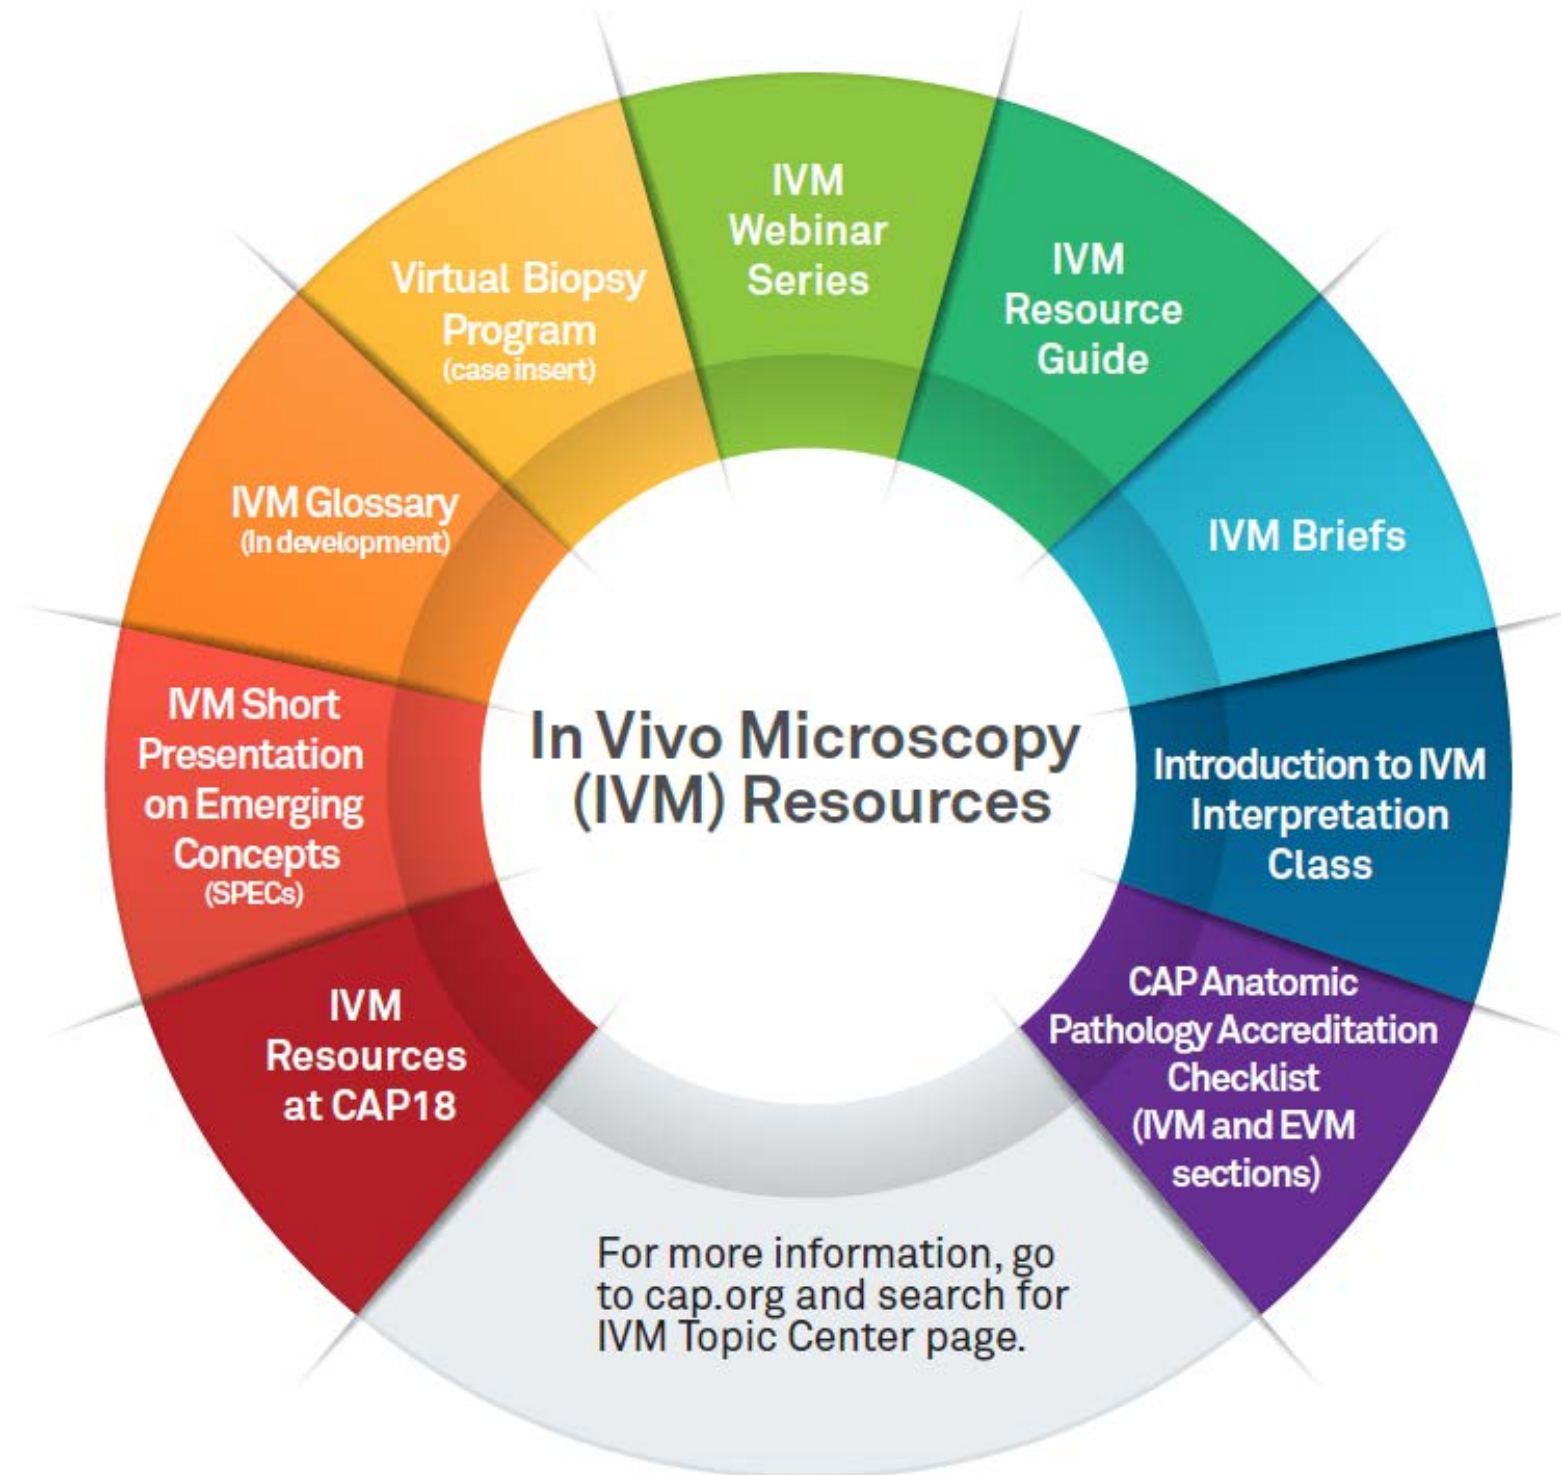 In Vivo Microscopy
(IVM) Resources
IVM
Webinar
Series
IVM
Resource
Guide
IVM Briefs
Introduction to IVM
Interpretation
Class
CAP Anatomic
Pathology Accreditation
Checklist
(IVM and EVM
sections)
For more information, go
to cap.org and search for
IVM Topic Center page.
IVM
Resources
at CAP18
IVM Short
Presentation
on Emerging
Concepts
(SPECs)
IVM Glossary
(In development)
Virtual Biopsy
Program
(case insert)